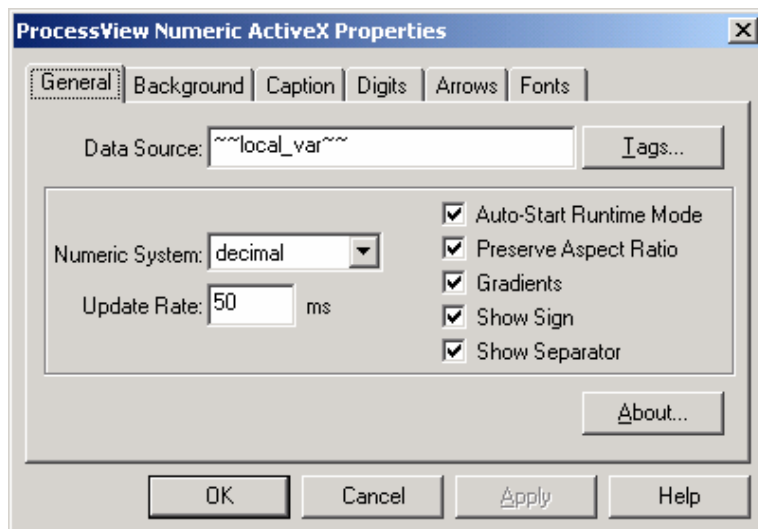 ProcessView Numeric ActiveX Properties
General Background Caption Digits Arrows Fonts
Data Source: ~~local_var~~ Tags...
Auto-Start Runtime Mode
Numeric System: decimal Preserve Aspect Ratio
Gradients
Update Rate: 50 ms Show Sign
Show Separator
About...
OK Cancel Apply Help